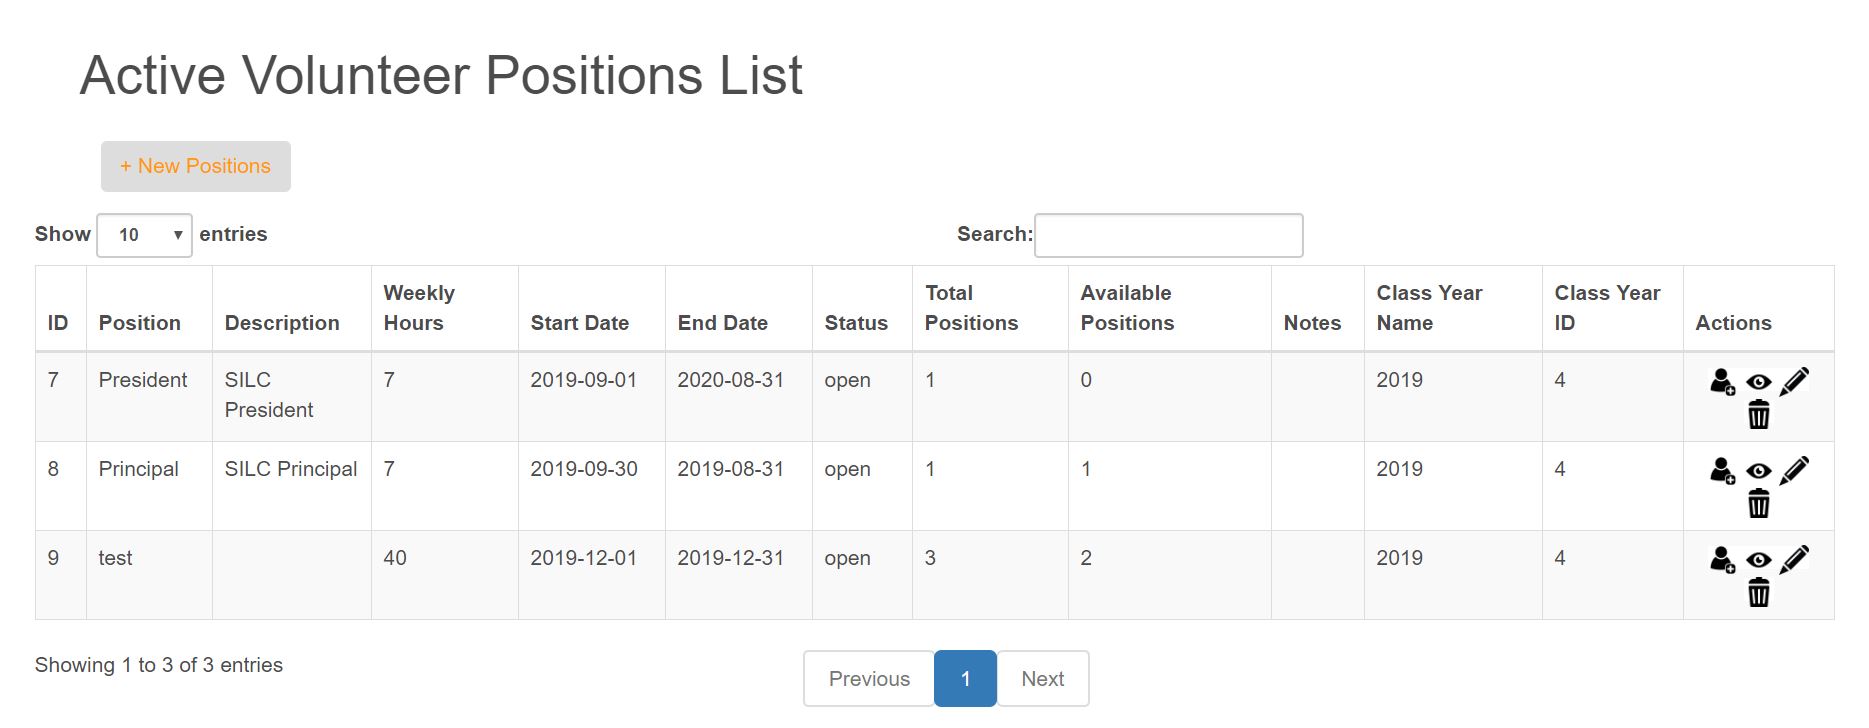 Active Volunteer Positions List
+ New Positions
Show 10 entries Search:
ID Position Description Weekly Hours Start Date End Date Status Total Positions Available Positions Notes Class Year Name Class Year ID Actions
7 President SILC President 7 2019-09-01 2020-08-31 open 1 0 2019 4
8 Principal SILC Principal 7 2019-09-30 2019-08-31 open 1 1 2019 4
9 test 40 2019-12-01 2019-12-31 open 3 2 2019 4
Showing 1 to 3 of 3 entries
Previous 1 Next